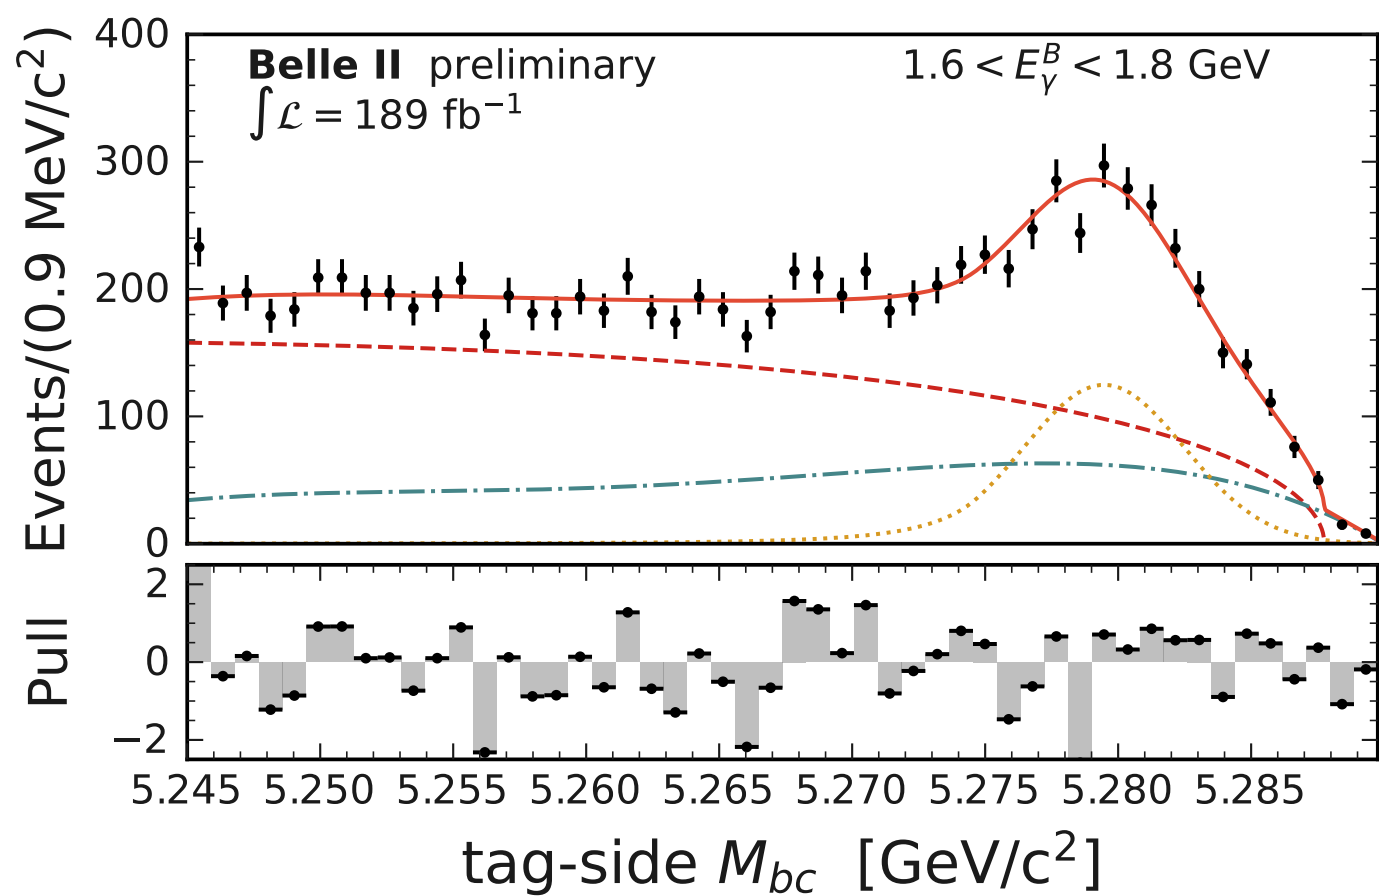 Belle II preliminary
∫ℒ = 189 fb⁻¹
1.6 < E_γ^B < 1.8 GeV
Events/(0.9 MeV/c²)
400
300
200
100
0
Pull
2
0
−2
5.245 5.250 5.255 5.260 5.265 5.270 5.275 5.280 5.285
tag-side M_bc [GeV/c²]